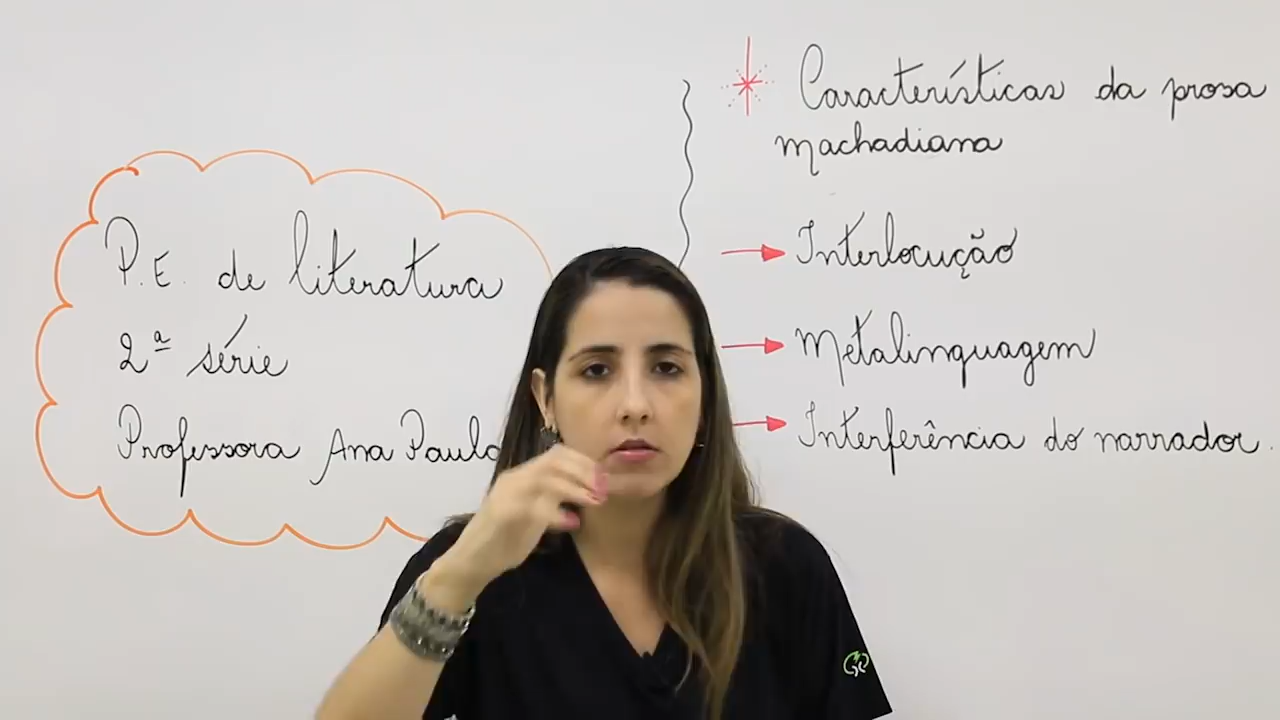 P.E. de literatura
2ª série
Professora Ana Paula
Características da prosa
machadiana
Interlocução
Metalinguagem
Interferência do narrador.